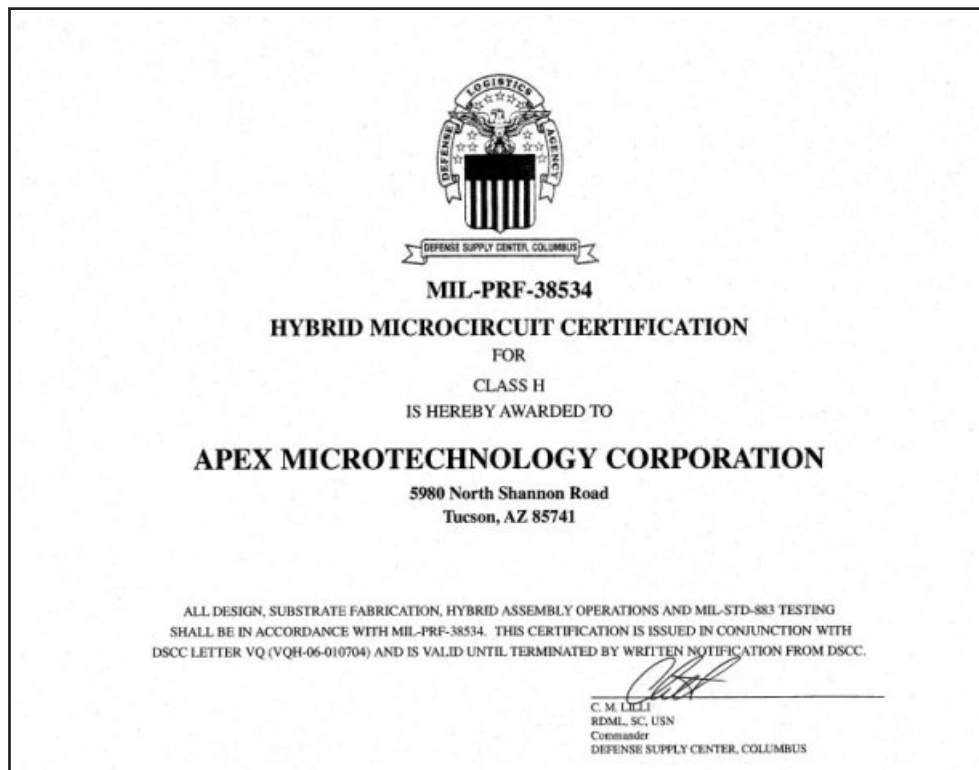 LOGISTICS
DEFENSE
AGENCY
DEFENSE SUPPLY CENTER, COLUMBUS
MIL-PRF-38534
HYBRID MICROCIRCUIT CERTIFICATION
FOR
CLASS H
IS HEREBY AWARDED TO
APEX MICROTECHNOLOGY CORPORATION
5980 North Shannon Road
Tucson, AZ 85741
ALL DESIGN, SUBSTRATE FABRICATION, HYBRID ASSEMBLY OPERATIONS AND MIL-STD-883 TESTING
SHALL BE IN ACCORDANCE WITH MIL-PRF-38534. THIS CERTIFICATION IS ISSUED IN CONJUNCTION WITH
DSCC LETTER VQ (VQH-06-010704) AND IS VALID UNTIL TERMINATED BY WRITTEN NOTIFICATION FROM DSCC.
C. M. LILLI
RDML, SC, USN
Commander
DEFENSE SUPPLY CENTER, COLUMBUS